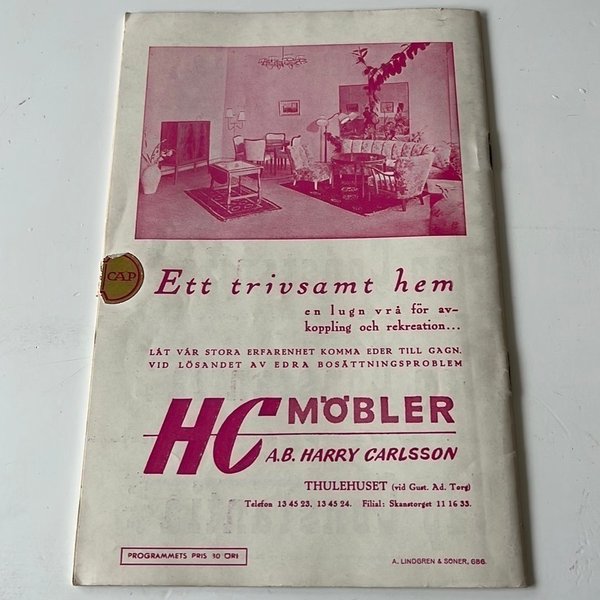 CAP
Ett trivsamt hem
en lugn vrå för av-
koppling och rekreation...
LÅT VÅR STORA ERFARENHET KOMMA EDER TILL GAGN.
VID LÖSANDET AV EDRA BOSÄTTNINGSPROBLEM
HC MÖBLER
A.B. HARRY CARLSSON
THULEHUSET (vid Gust. Ad. Torg)
Telefon 13 45 23, 13 45 24. Filial: Skanstorget 11 16 33.
PROGRAMMETS PRIS 30 ÖRE
A. LINDGREN & SÖNER, 686.